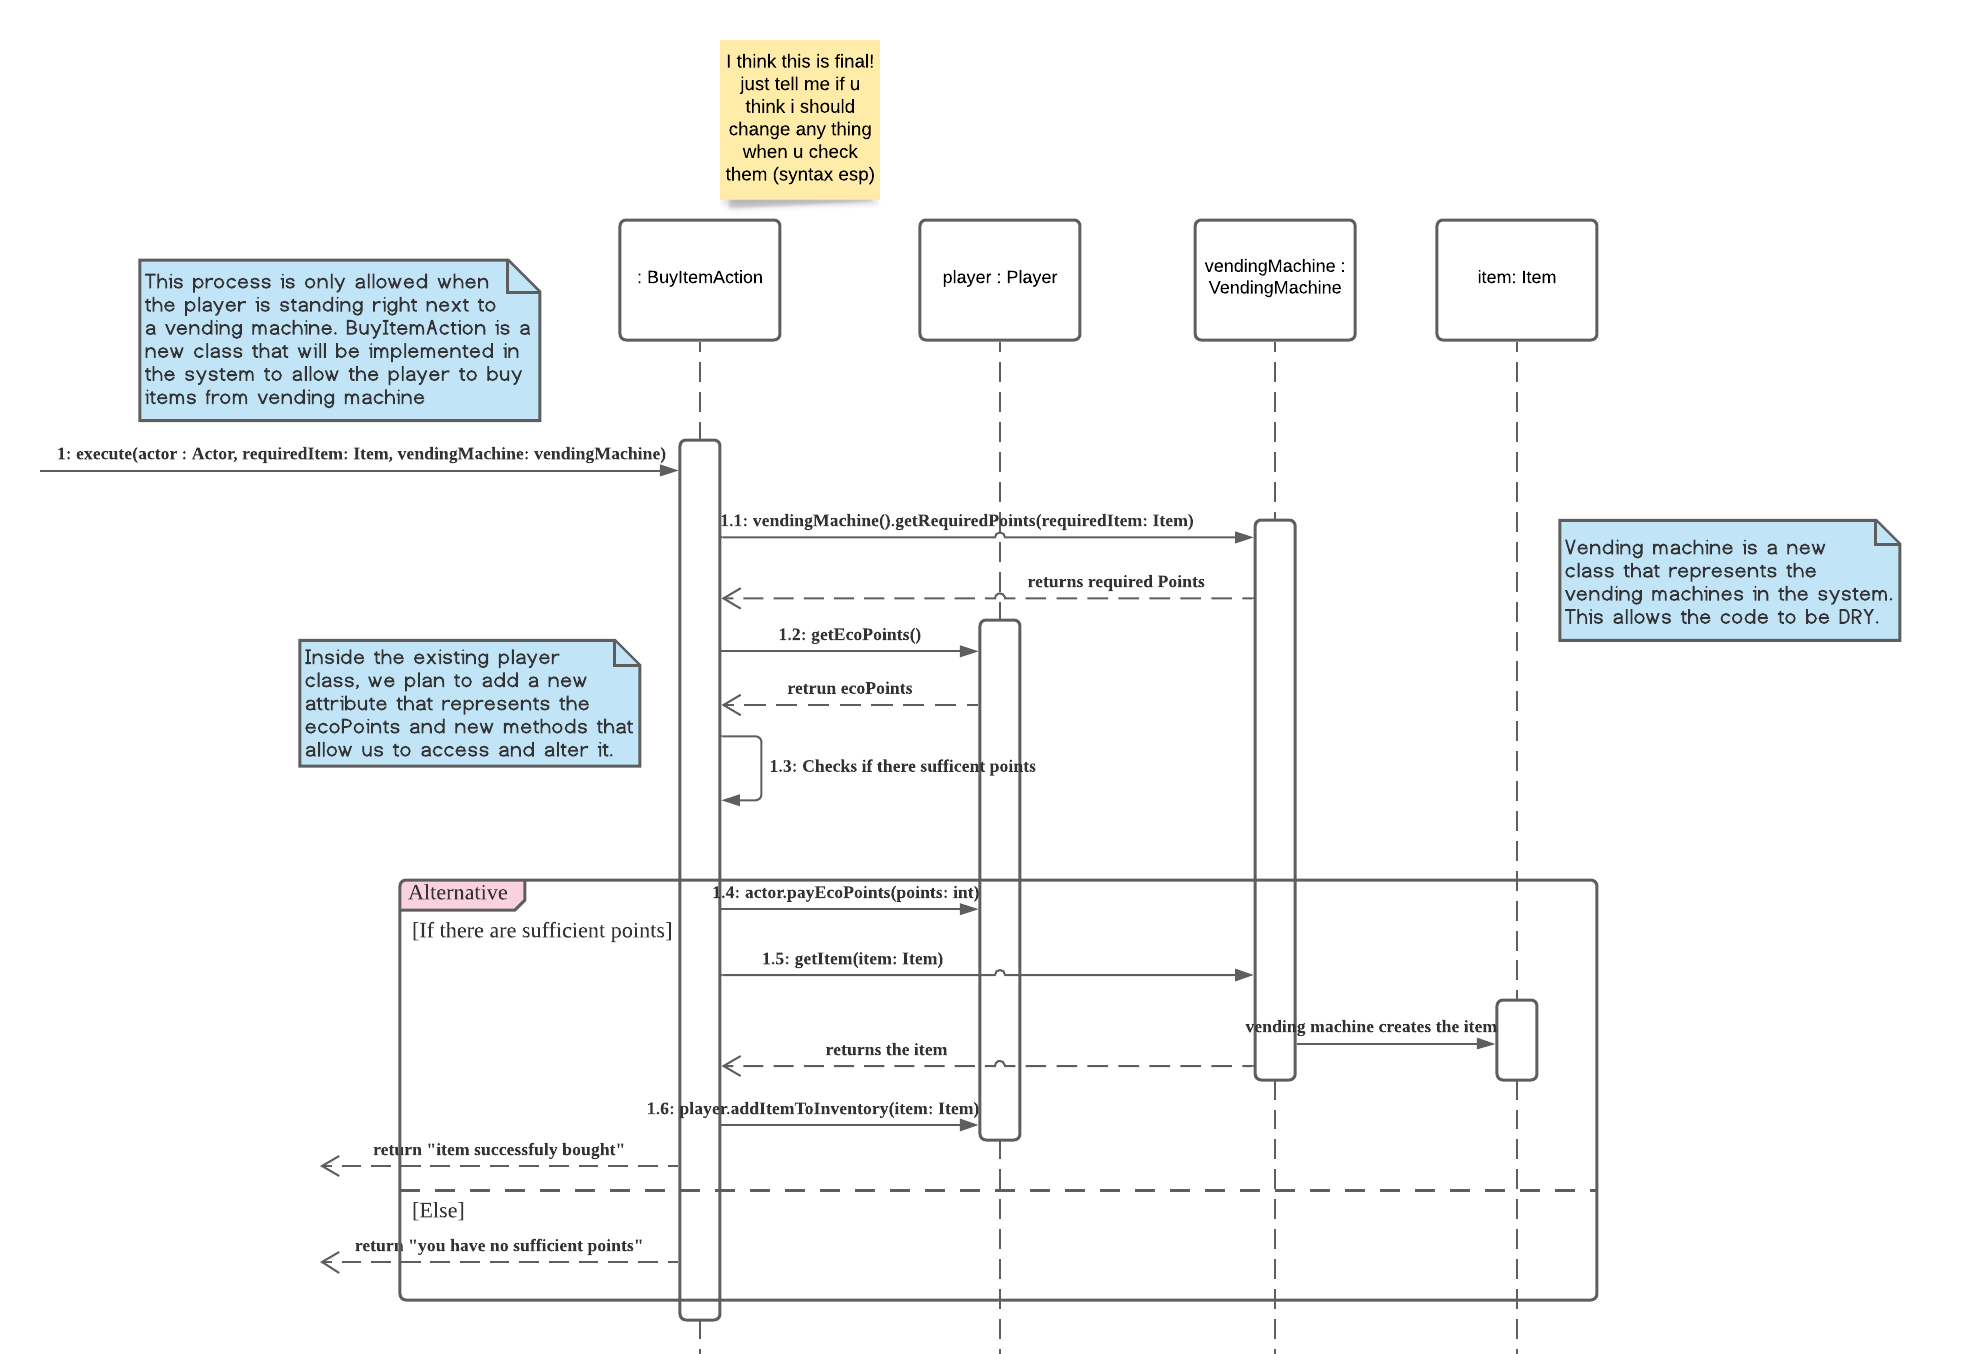 I think this is final!
just tell me if u
think i should
change any thing
when u check
them (syntax esp)
: BuyItemAction
player : Player
vendingMachine :
VendingMachine
item: Item
This process is only allowed when
the player is standing right next to
a vending machine. BuyItemAction is a
new class that will be implemented in
the system to allow the player to buy
items from vending machine
1: execute(actor : Actor, requiredItem: Item, vendingMachine: vendingMachine)
1.1: vendingMachine().getRequiredPoints(requiredItem: Item)
Vending machine is a new
class that represents the
vending machines in the system.
This allows the code to be DRY.
returns required Points
1.2: getEcoPoints()
Inside the existing player
class, we plan to add a new
attribute that represents the
ecoPoints and new methods that
allow us to access and alter it.
retrun ecoPoints
1.3: Checks if there sufficent points
Alternative
1.4: actor.payEcoPoints(points: int)
[If there are sufficient points]
1.5: getItem(item: Item)
vending machine creates the item
returns the item
1.6: player.addItemToInventory(item: Item)
return "item successfuly bought"
[Else]
return "you have no sufficient points"